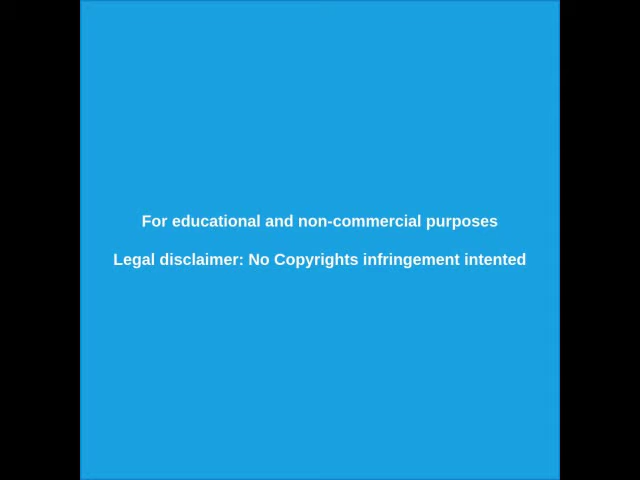 For educational and non-commercial purposes
Legal disclaimer: No Copyrights infringement intented